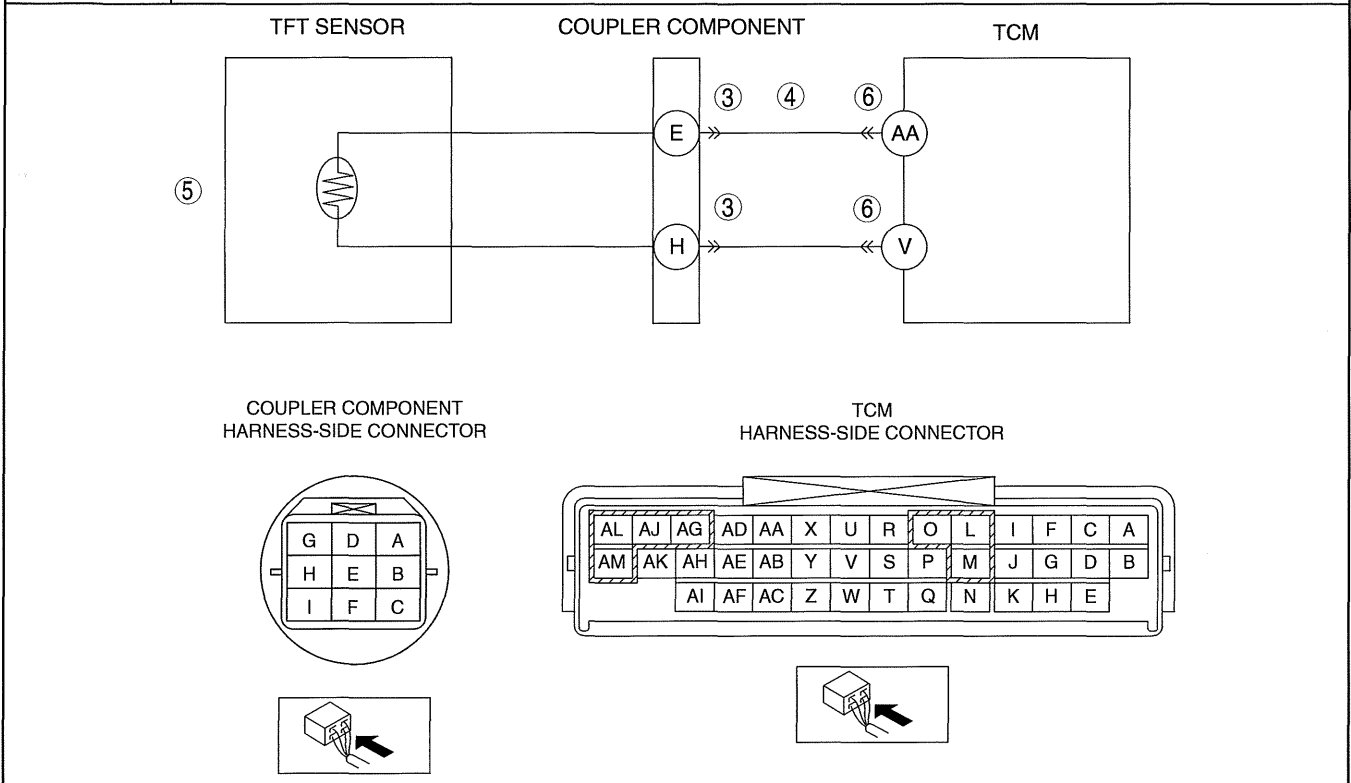 TFT SENSOR COUPLER COMPONENT TCM
③ ④ ⑥
E AA
⑤
③ ⑥
H V
COUPLER COMPONENT
HARNESS-SIDE CONNECTOR
G D A
H E B
I F C
TCM
HARNESS-SIDE CONNECTOR
AL AJ AG AD AA X U R O L I F C A
AM AK AH AE AB Y V S P M J G D B
AI AF AC Z W T Q N K H E